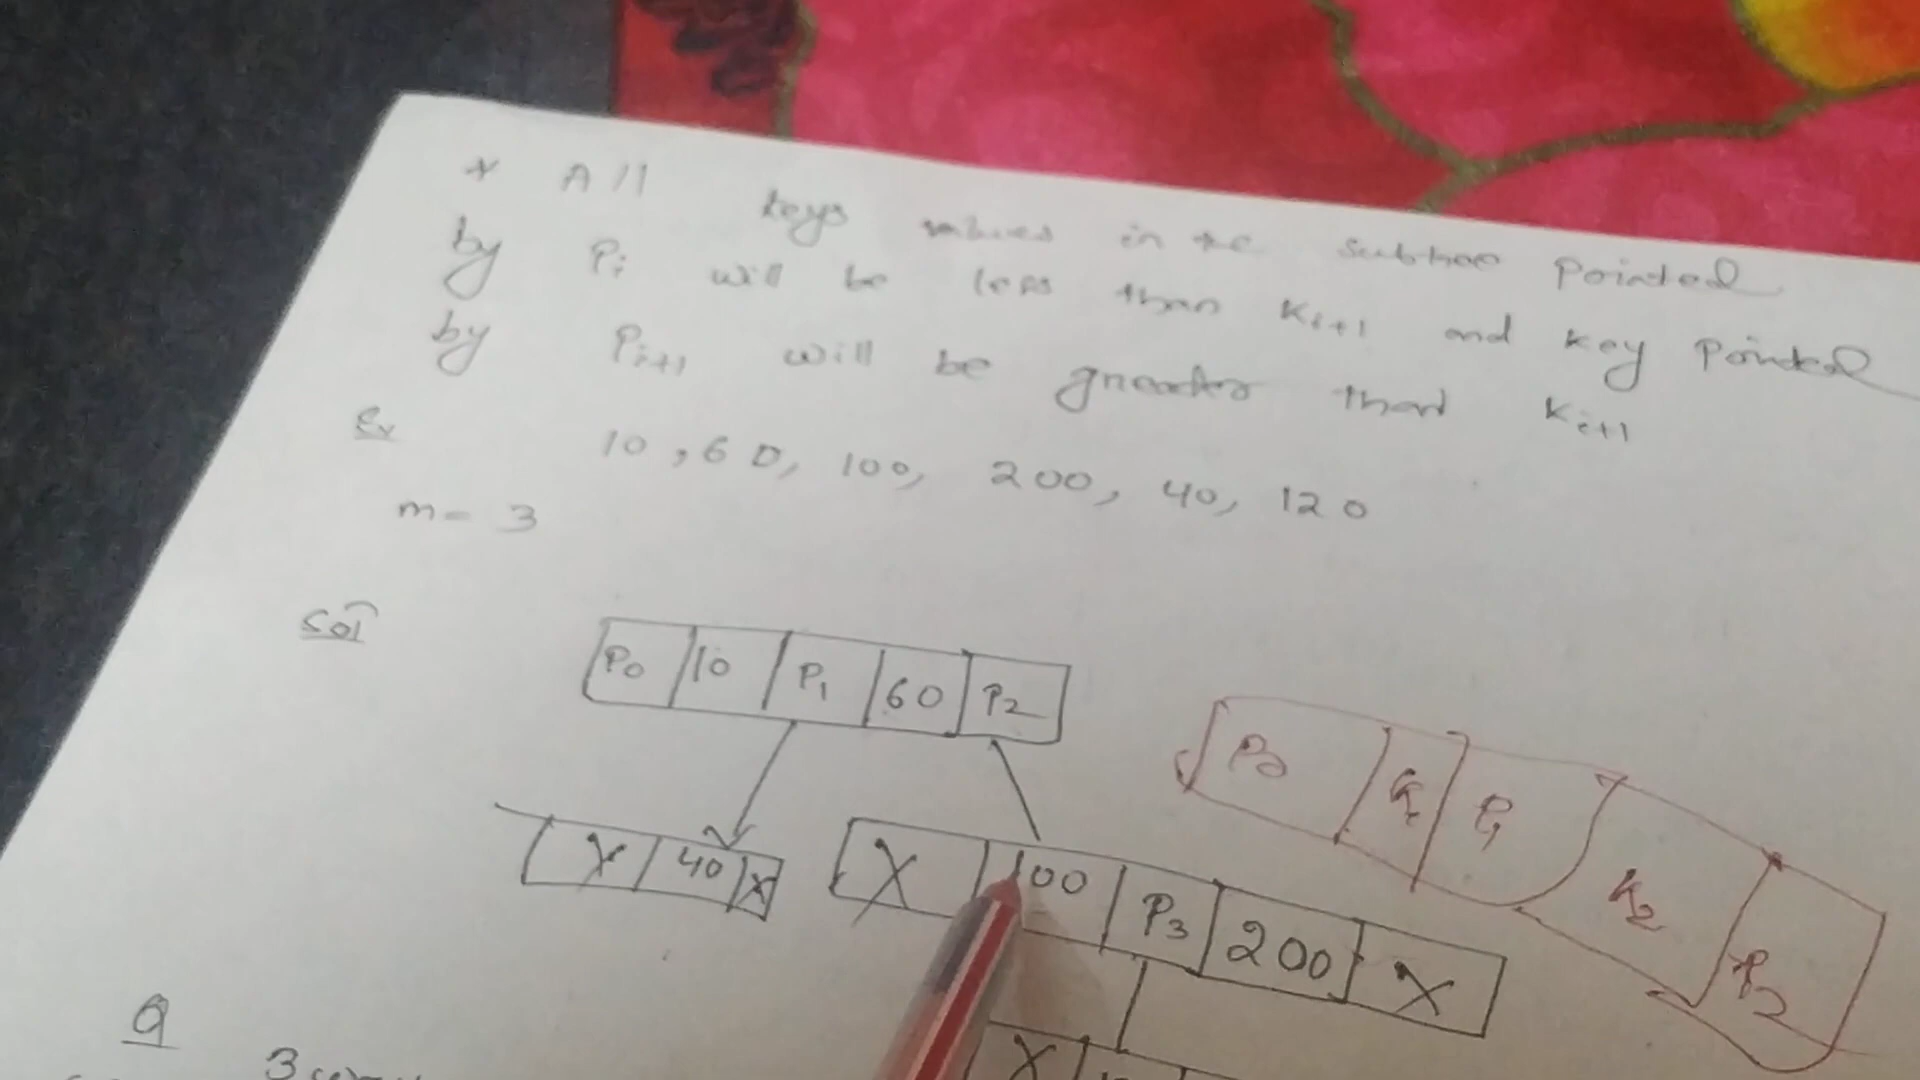 * All keys values in the subtree Pointed
by Pi will be less than Ki+1 and key Pointed
by Pi+1 will be greater than Ki+1
Ex 10, 60, 100, 200, 40, 120
m = 3
Sol
P0 10 P1 60 P2
P0 K1 P1 K2 P2
X 40 X
X 100 P3 200 X
Q
X